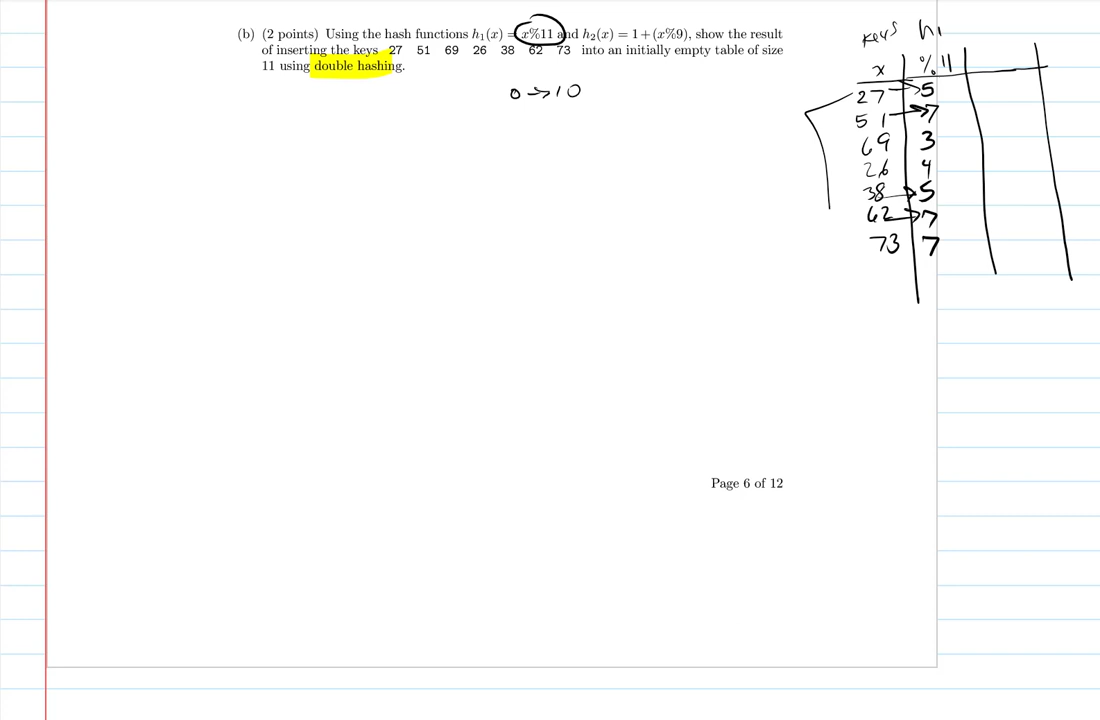 (b) (2 points) Using the hash functions h₁(x) = x%11 and h₂(x) = 1+(x%9), show the result
of inserting the keys 27 51 69 26 38 62 73 into an initially empty table of size
11 using double hashing.
0 → 10
keys h₁
x %11
27 → 5
51 → 7
69 3
26 4
38 → 5
62 → 7
73 7
Page 6 of 12